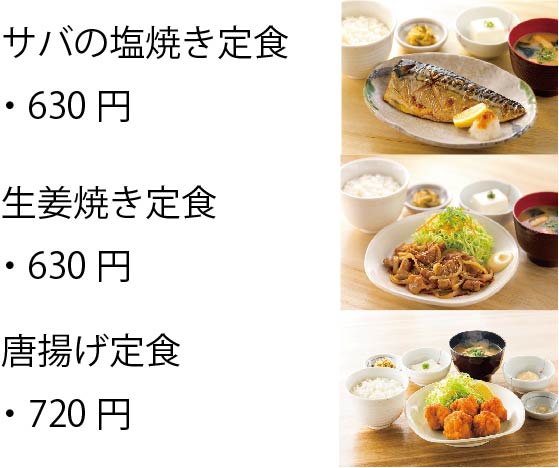 サバの塩焼き定食
・630 円
生姜焼き定食
・630 円
唐揚げ定食
・720 円